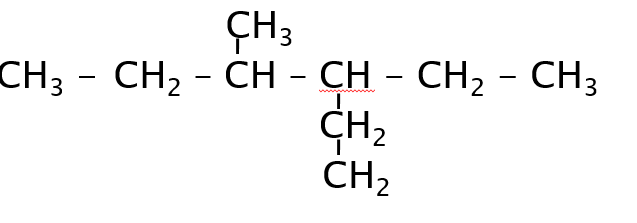 CH₃
CH₃ – CH₂ – CH – CH – CH₂ – CH₃
CH₂
CH₂